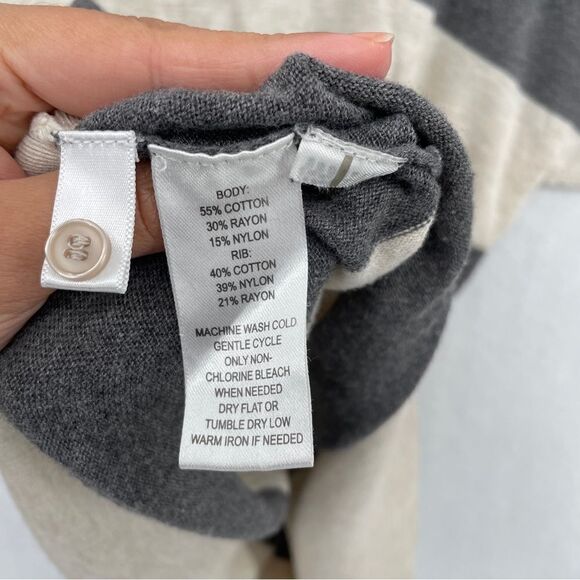 BODY:
55% COTTON
30% RAYON
15% NYLON
RIB:
40% COTTON
39% NYLON
21% RAYON
MACHINE WASH COLD
GENTLE CYCLE
ONLY NON-
CHLORINE BLEACH
WHEN NEEDED
DRY FLAT OR
TUMBLE DRY LOW
WARM IRON IF NEEDED